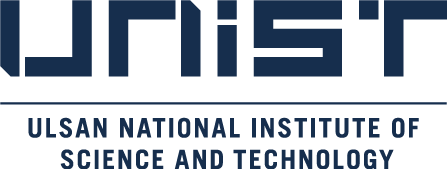 UNIST
ULSAN NATIONAL INSTITUTE OF
SCIENCE AND TECHNOLOGY